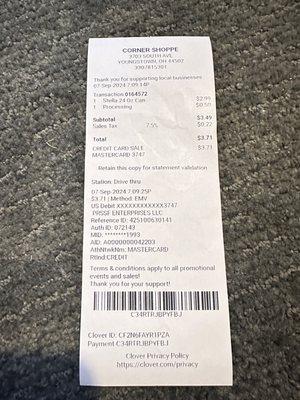 CORNER SHOPPE
3703 SOUTH AVE
YOUNGSTOWN, OH 44502
3307815301
Thank you for supporting local businesses
07-Sep-2024 7:09:14P
Transaction 0164572
1 Stella 24 Oz Can $2.99
1 Processing $0.50
Subtotal $3.49
Sales Tax 7.5% $0.22
Total $3.71
CREDIT CARD SALE $3.71
MASTERCARD 3747
Retain this copy for statement validation
Station: Drive thru
07-Sep-2024 7:09:25P
$3.71 | Method: EMV
US Debit XXXXXXXXXXXX3747
PRSSF ENTERPRISES LLC
Reference ID: 425100630141
Auth ID: 072143
MID: ********1993
AID: A0000000042203
AthNtwkNm: MASTERCARD
RtInd:CREDIT
Terms & conditions apply to all promotional
events and sales!
Thank you for your support!
C34RTRJBPYFBJ
Clover ID: CF2N6FAYR1PZA
Payment C34RTRJBPYFBJ
Clover Privacy Policy
https://clover.com/privacy